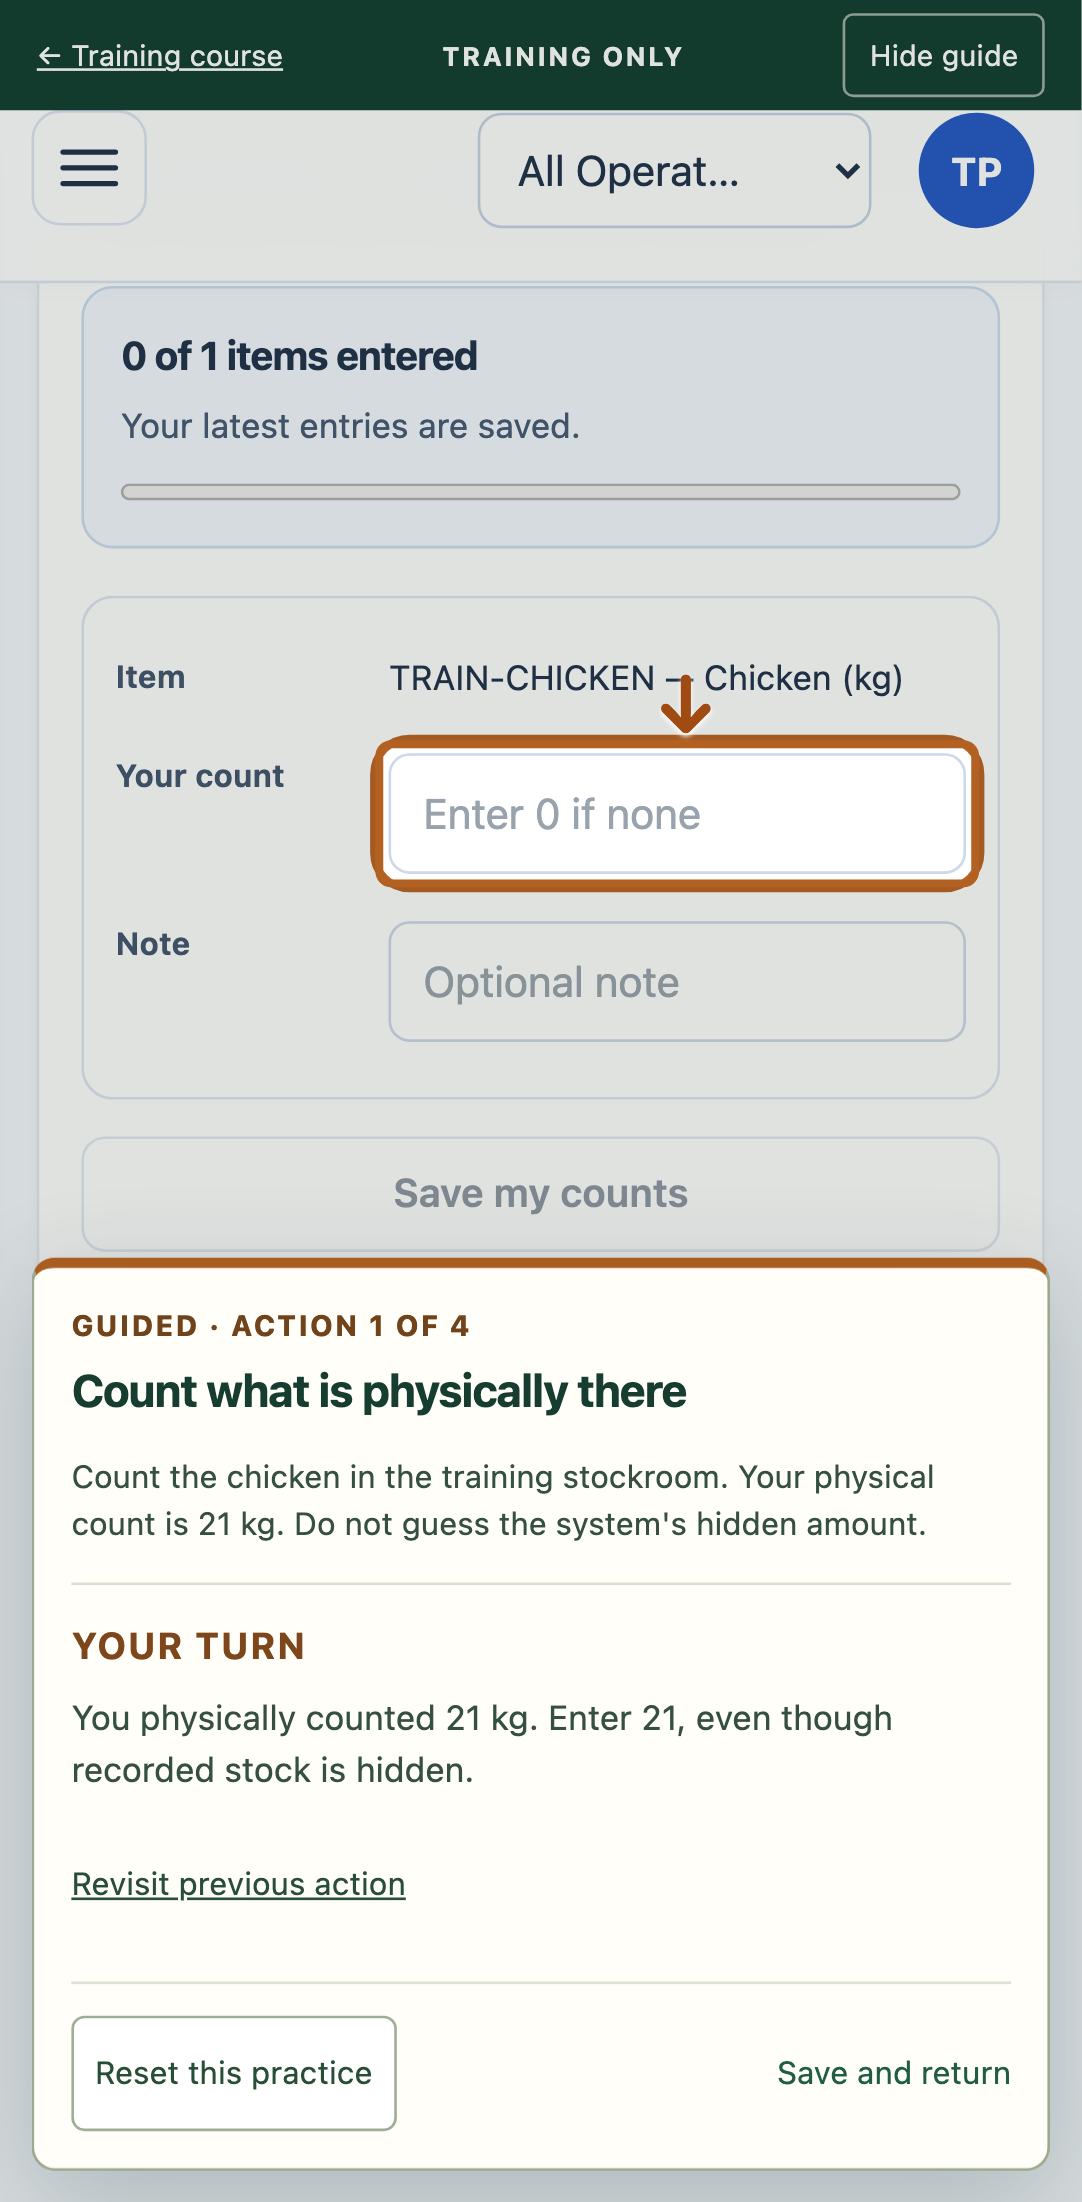 ← Training course
TRAINING ONLY
Hide guide
All Operat...
TP
0 of 1 items entered
Your latest entries are saved.
Item
TRAIN-CHICKEN — Chicken (kg)
Your count
Enter 0 if none
Note
Optional note
Save my counts
GUIDED · ACTION 1 OF 4
Count what is physically there
Count the chicken in the training stockroom. Your physical
count is 21 kg. Do not guess the system's hidden amount.
YOUR TURN
You physically counted 21 kg. Enter 21, even though
recorded stock is hidden.
Revisit previous action
Reset this practice
Save and return